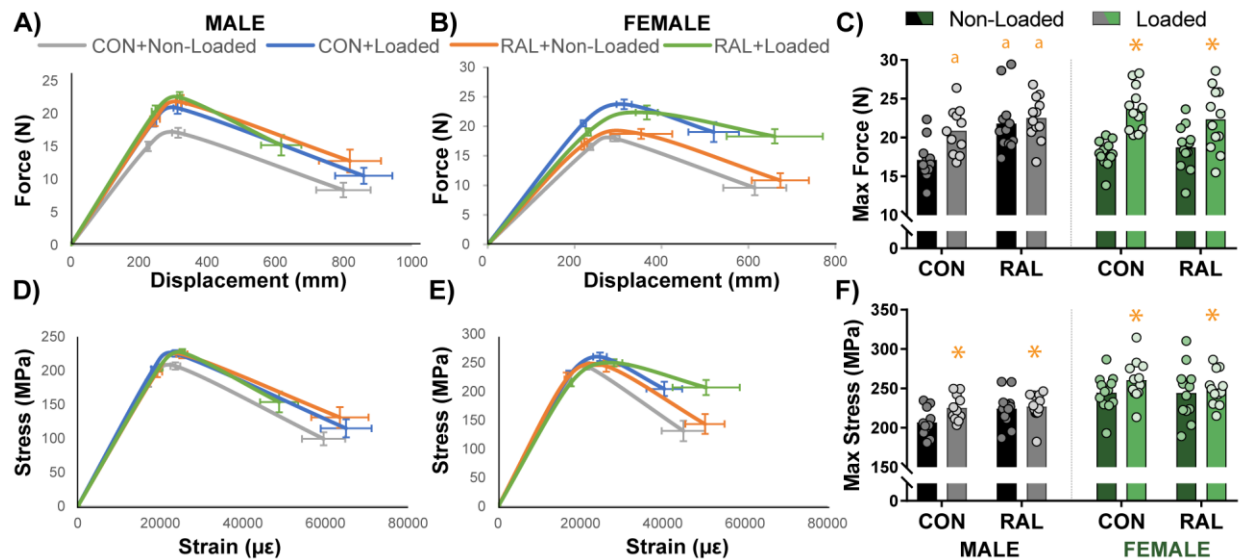 A) MALE
B) FEMALE
C) Non-Loaded Loaded
CON+Non-Loaded CON+Loaded RAL+Non-Loaded RAL+Loaded
Force (N)
25
20
15
10
5
0
0 200 400 600 800 1000
Displacement (mm)
Force (N)
30
25
20
15
10
5
0
0 200 400 600 800
Displacement (mm)
Max Force (N)
30
25
20
15
10
0
a a a * *
CON RAL CON RAL
D)
Stress (MPa)
250
200
150
100
50
0
0 20000 40000 60000 80000
Strain (µε)
E)
Stress (MPa)
300
250
200
150
100
50
0
0 20000 40000 60000 80000
Strain (µε)
F)
Max Stress (MPa)
350
300
250
200
150
0
* * * *
CON RAL CON RAL
MALE FEMALE